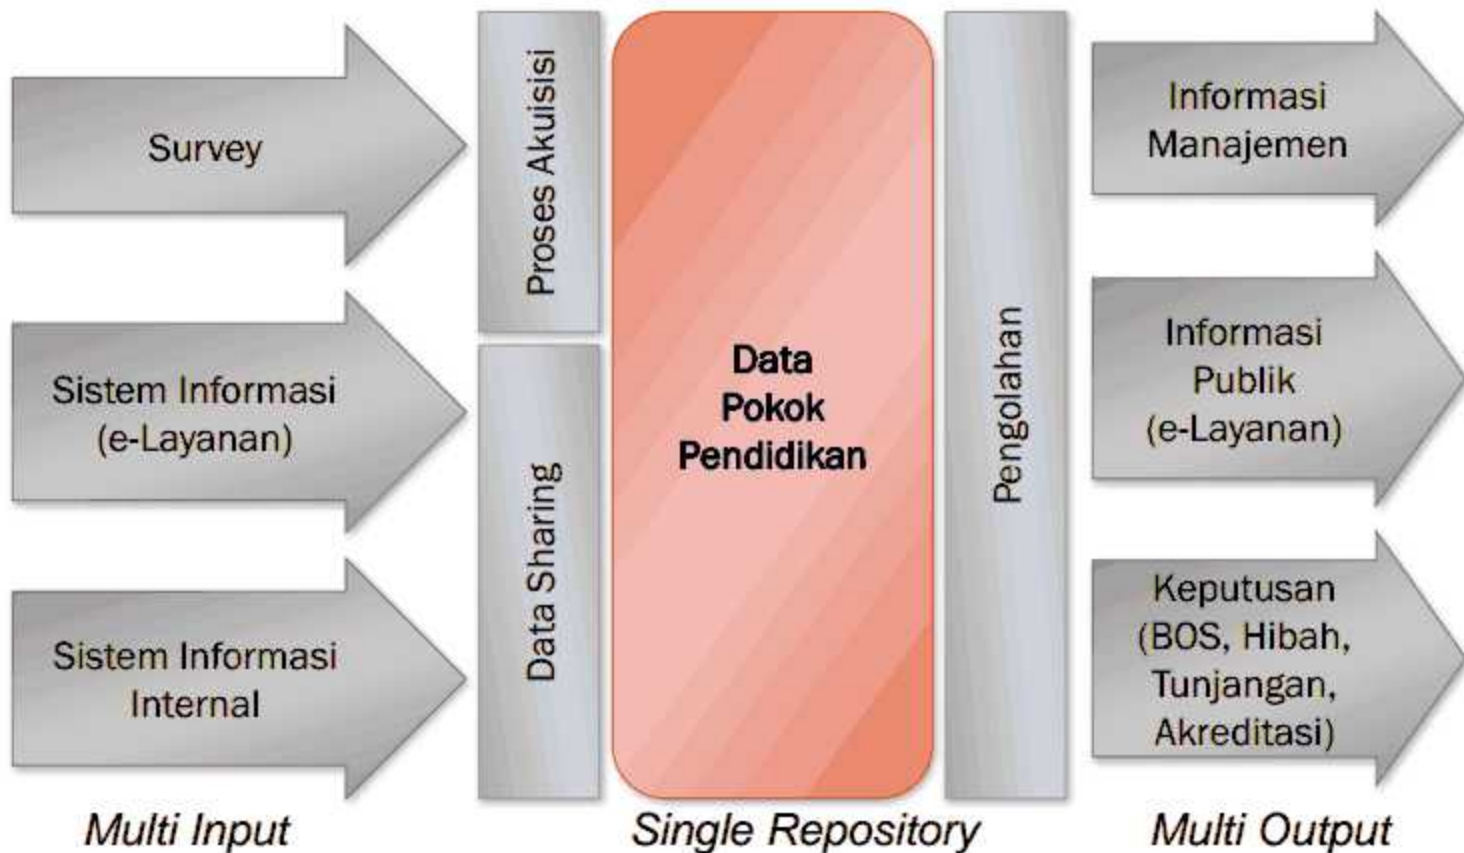 Survey
Sistem Informasi
(e-Layanan)
Sistem Informasi
Internal
Multi Input
Proses Akuisisi
Data Sharing
Data
Pokok
Pendidikan
Single Repository
Pengolahan
Informasi
Manajemen
Informasi
Publik
(e-Layanan)
Keputusan
(BOS, Hibah,
Tunjangan,
Akreditasi)
Multi Output